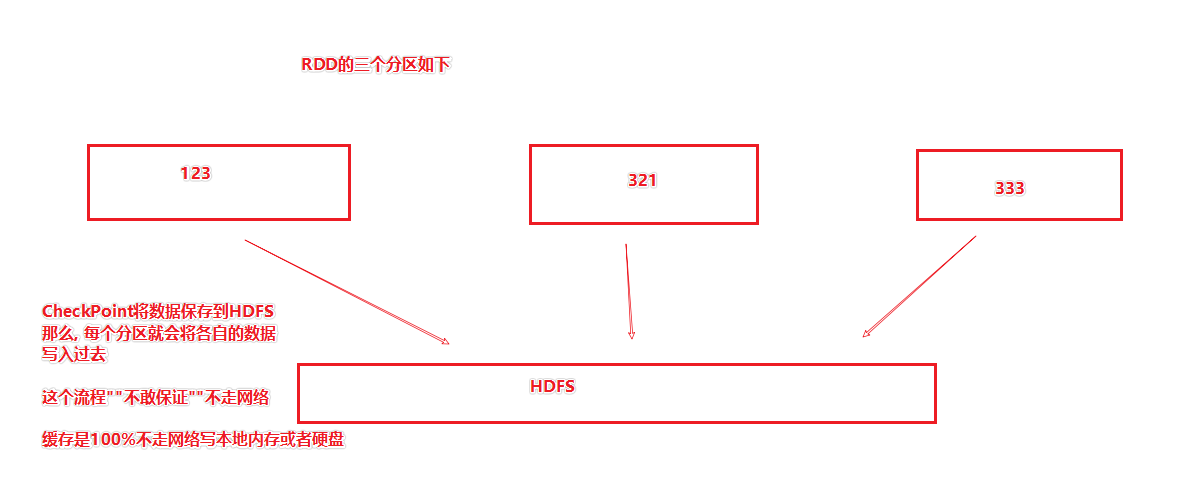 RDD的三个分区如下
123
321
333
CheckPoint将数据保存到HDFS
那么, 每个分区就会将各自的数据
写入过去
这个流程""不敢保证""不走网络
缓存是100%不走网络写本地内存或者硬盘
HDFS